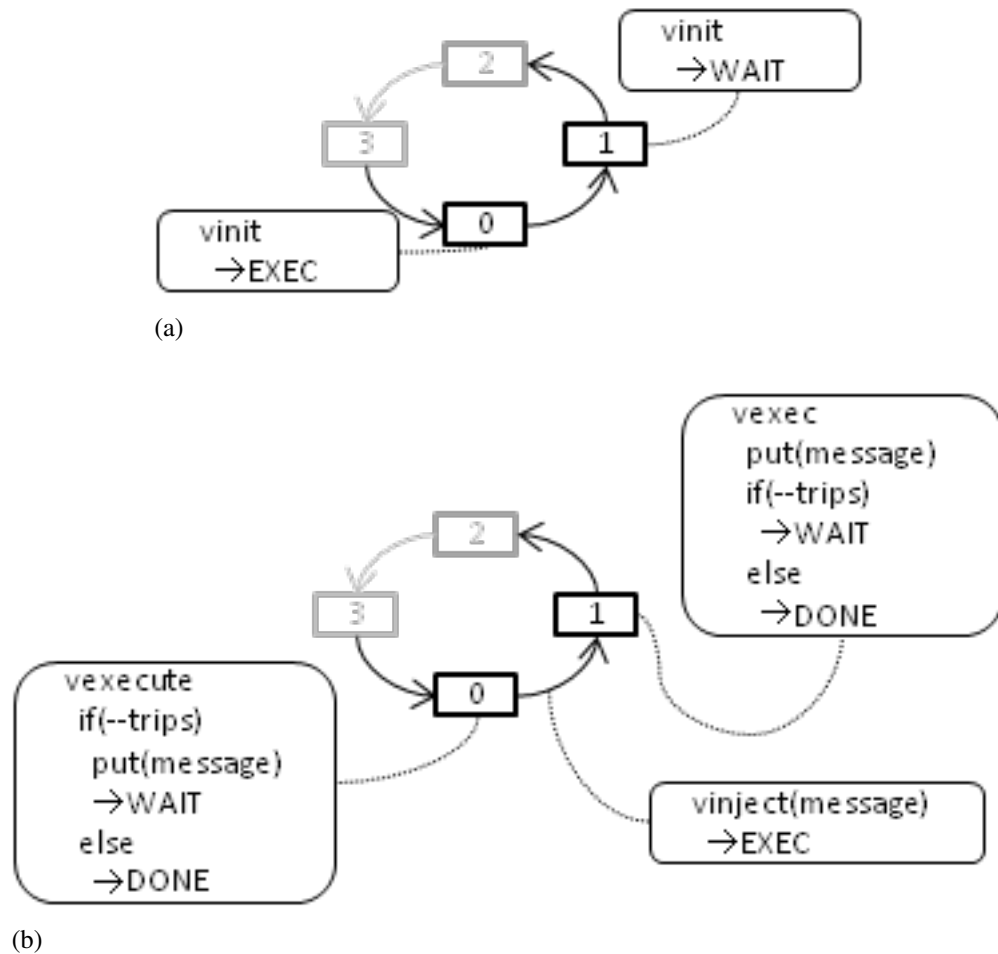 vinit
→WAIT
2
3
1
0
vinit
→EXEC
(a)
vexec
put(message)
if(--trips)
→WAIT
else
→DONE
2
3
1
0
vexecute
if(--trips)
put(message)
→WAIT
else
→DONE
vinject(message)
→EXEC
(b)